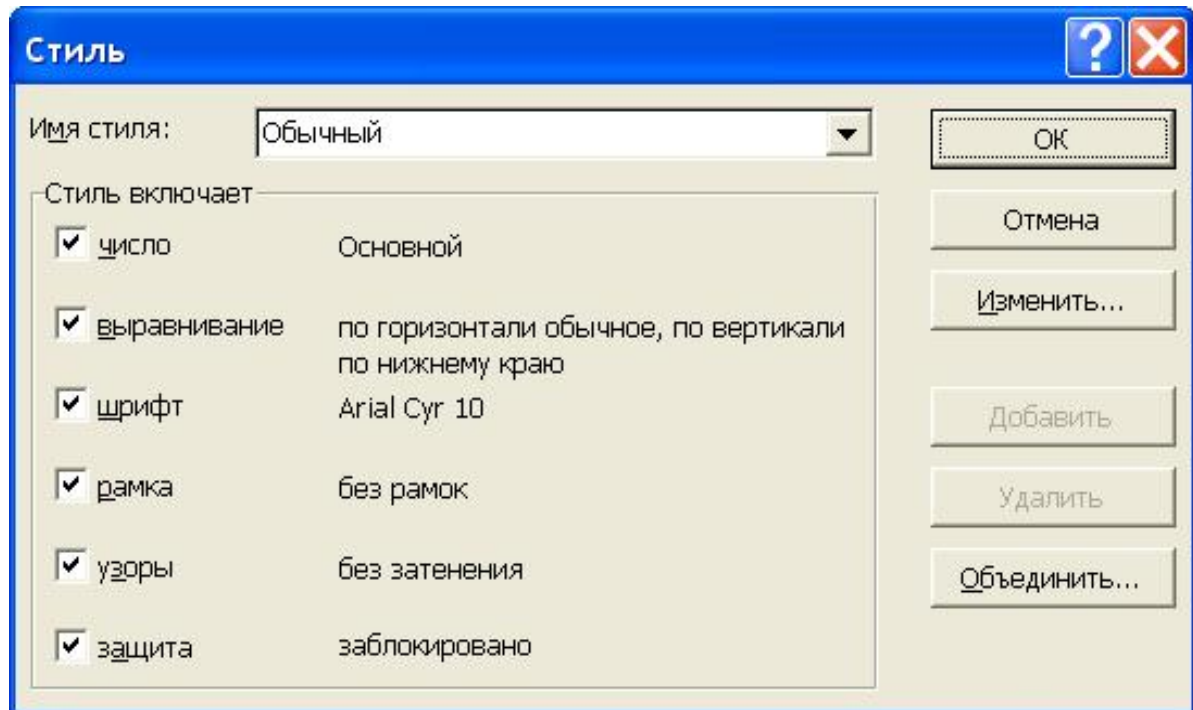 Стиль
Имя стиля: Обычный
ОК
Стиль включает
Отмена
число Основной
Изменить...
выравнивание по горизонтали обычное, по вертикали
по нижнему краю
шрифт Arial Cyr 10
Добавить
рамка без рамок
Удалить
узоры без затенения
Объединить...
защита заблокировано